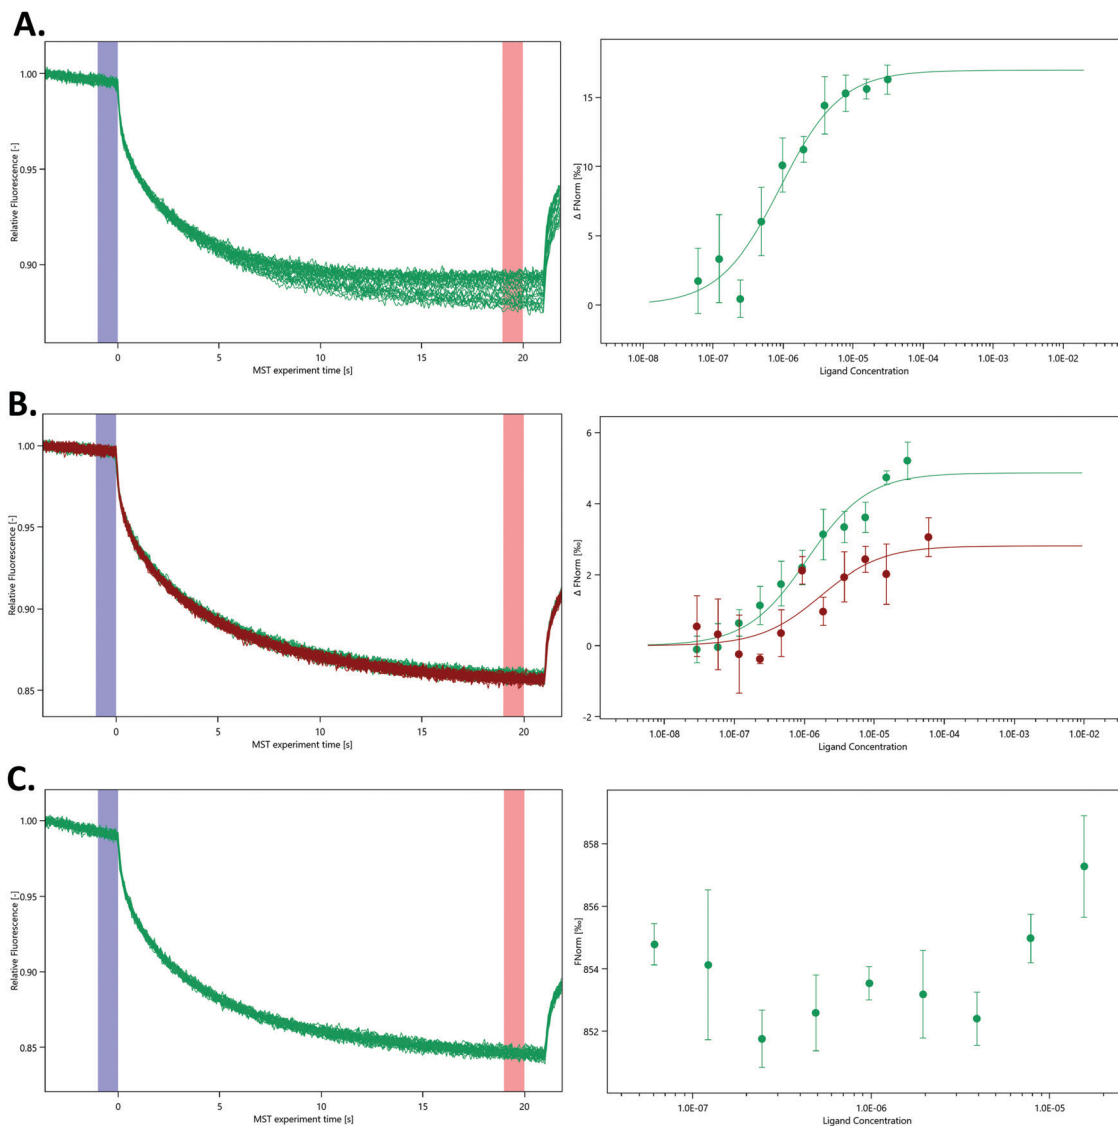 A.
1.00
0.95
0.90
Relative Fluorescence [-]
0
5
10
15
20
MST experiment time [s]
15
10
5
0
Δ FNorm [‰]
1.0E-08
1.0E-07
1.0E-06
1.0E-05
1.0E-04
1.0E-03
1.0E-02
Ligand Concentration
B.
1.00
0.95
0.90
0.85
Relative Fluorescence [-]
0
5
10
15
20
MST experiment time [s]
6
4
2
0
-2
Δ FNorm [‰]
1.0E-08
1.0E-07
1.0E-06
1.0E-05
1.0E-04
1.0E-03
1.0E-02
Ligand Concentration
C.
1.00
0.95
0.90
0.85
Relative Fluorescence [-]
0
5
10
15
20
MST experiment time [s]
858
856
854
852
FNorm [‰]
1.0E-07
1.0E-06
1.0E-05
Ligand Concentration